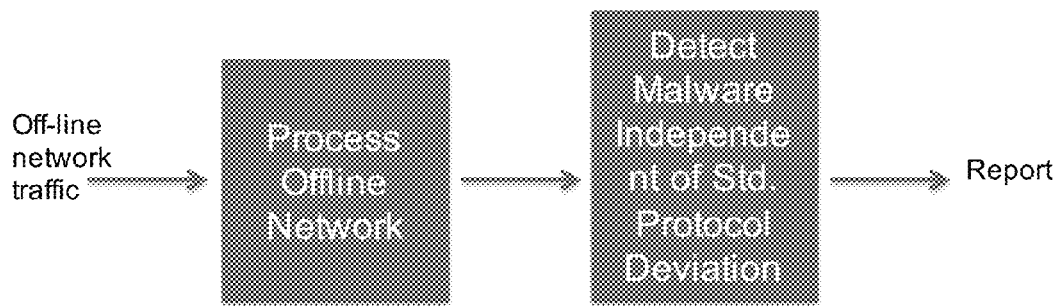 Off-line
network
traffic
Process
Offline
Network
Detect
Malware
Independe
nt of Std.
Protocol
Deviation
Report